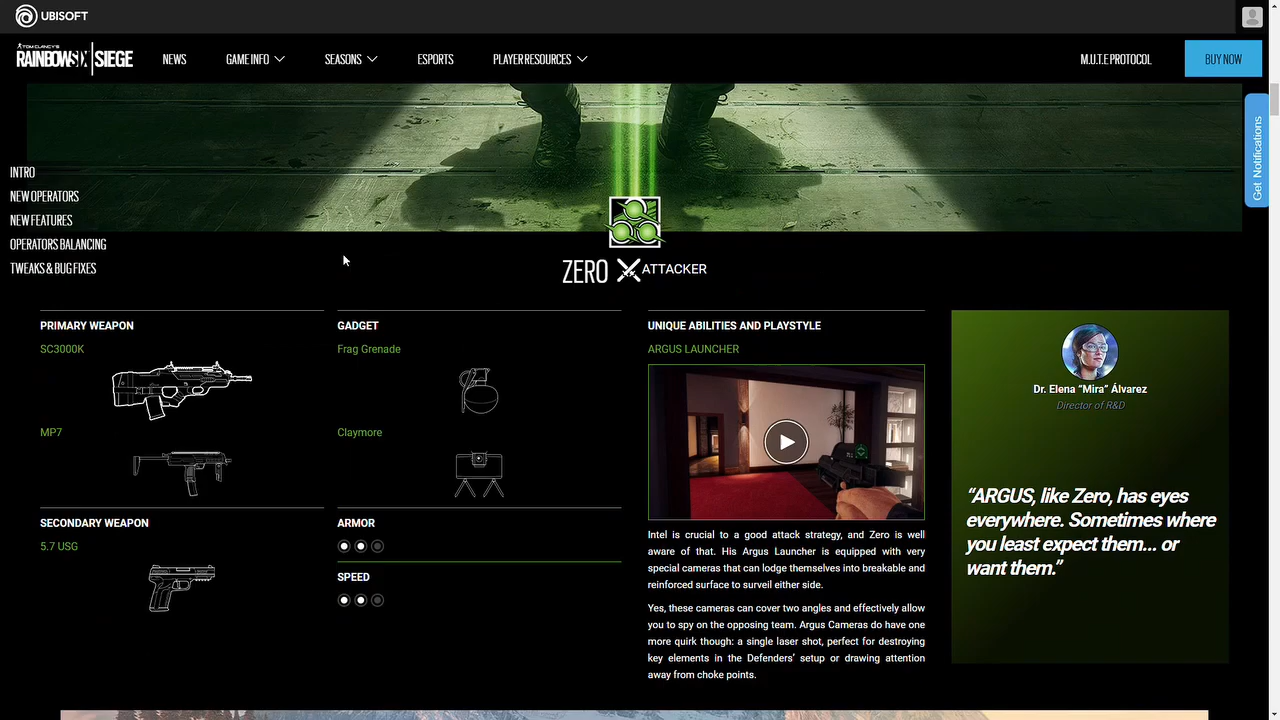 UBISOFT
TOM CLANCY'S
RAINBOWSIX|SIEGE
NEWS
GAME INFO
SEASONS
ESPORTS
PLAYER RESOURCES
M.U.T.E PROTOCOL
BUY NOW
Get Notifications
INTRO
NEW OPERATORS
NEW FEATURES
OPERATORS BALANCING
TWEAKS & BUG FIXES
ZERO
ATTACKER
PRIMARY WEAPON
SC3000K
MP7
SECONDARY WEAPON
5.7 USG
GADGET
Frag Grenade
Claymore
ARMOR
SPEED
UNIQUE ABILITIES AND PLAYSTYLE
ARGUS LAUNCHER
Intel is crucial to a good attack strategy, and Zero is well
aware of that. His Argus Launcher is equipped with very
special cameras that can lodge themselves into breakable and
reinforced surface to surveil either side.
Yes, these cameras can cover two angles and effectively allow
you to spy on the opposing team. Argus Cameras do have one
more quirk though: a single laser shot, perfect for destroying
key elements in the Defenders' setup or drawing attention
away from choke points.
Dr. Elena “Mira” Álvarez
Director of R&D
“ARGUS, like Zero, has eyes
everywhere. Sometimes where
you least expect them... or
want them.”